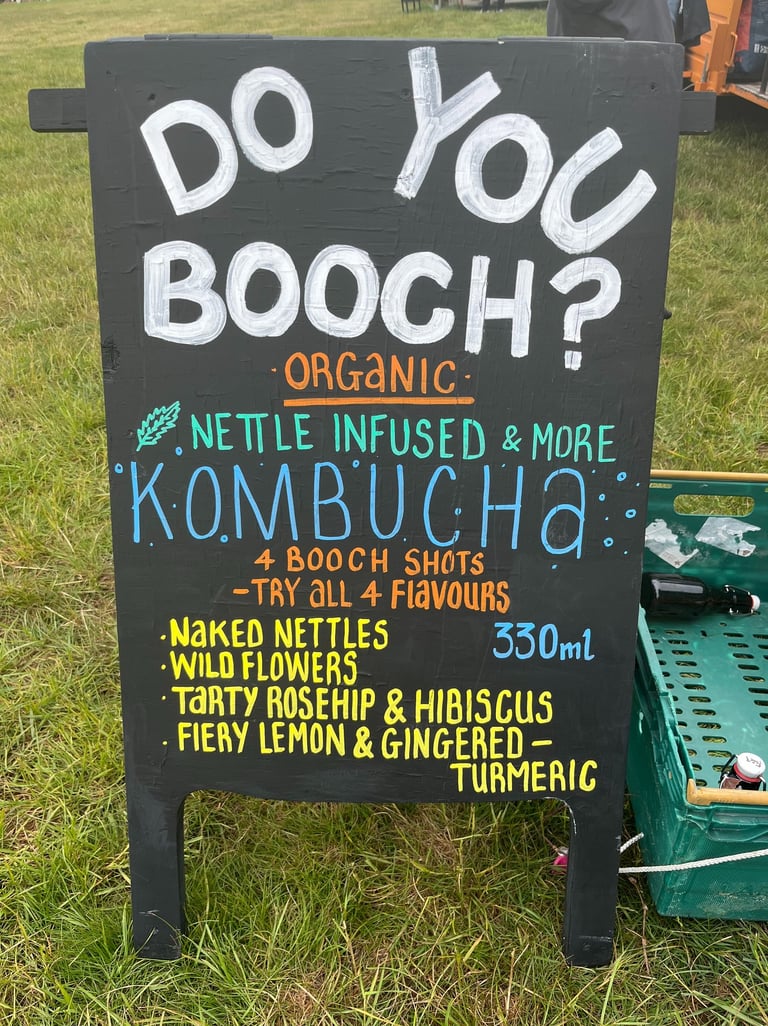 DO YOU
BOOCH?
·ORGANIC·
NETTLE INFUSED & MORE
KOMBUCHA
4 BOOCH SHOTS
-TRY ALL 4 FLAVOURS
·NAKED NETTLES
330ml
·WILD FLOWERS
·TARTY ROSEHIP & HIBISCUS
·FIERY LEMON & GINGERED-
TURMERIC